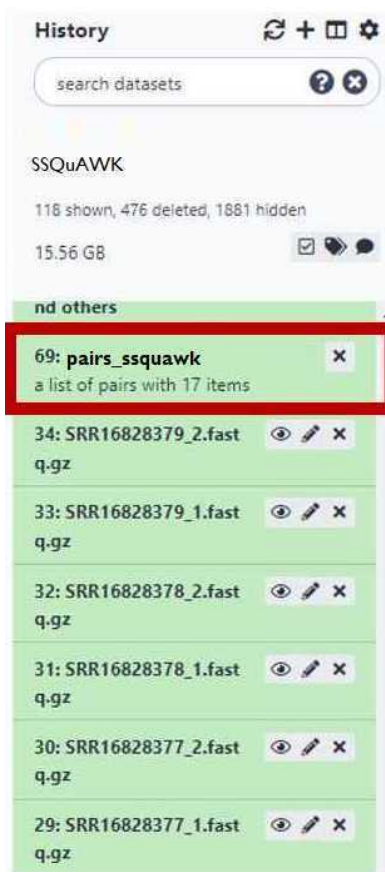 History
search datasets
SSQuAWK
118 shown, 476 deleted, 1881 hidden
15.56 GB
nd others
69: pairs_ssquawk
a list of pairs with 17 items
34: SRR16828379_2.fast
q.gz
33: SRR16828379_1.fast
q.gz
32: SRR16828378_2.fast
q.gz
31: SRR16828378_1.fast
q.gz
30: SRR16828377_2.fast
q.gz
29: SRR16828377_1.fast
q.gz